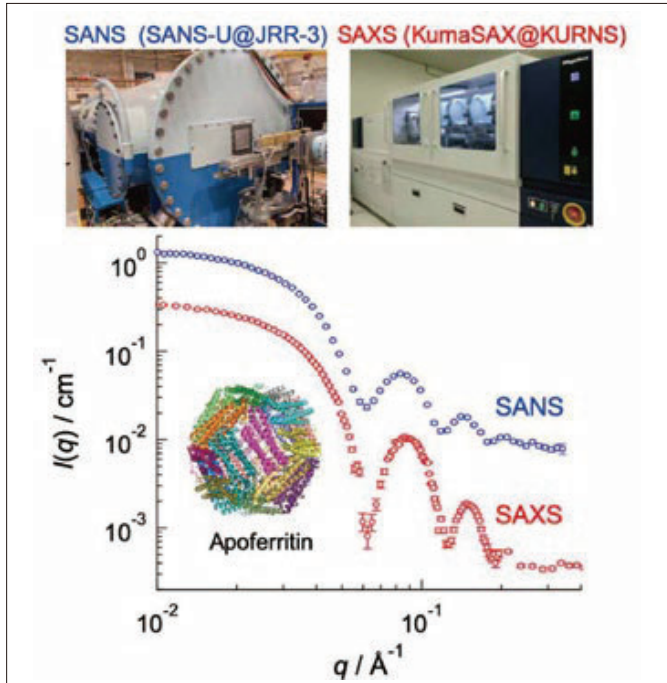 SANS (SANS-U@JRR-3) SAXS (KumaSAX@KURNS)
10⁰
10⁻¹
10⁻²
10⁻³
I(q) / cm⁻¹
SANS
SAXS
Apoferritin
10⁻²
10⁻¹
q / Å⁻¹